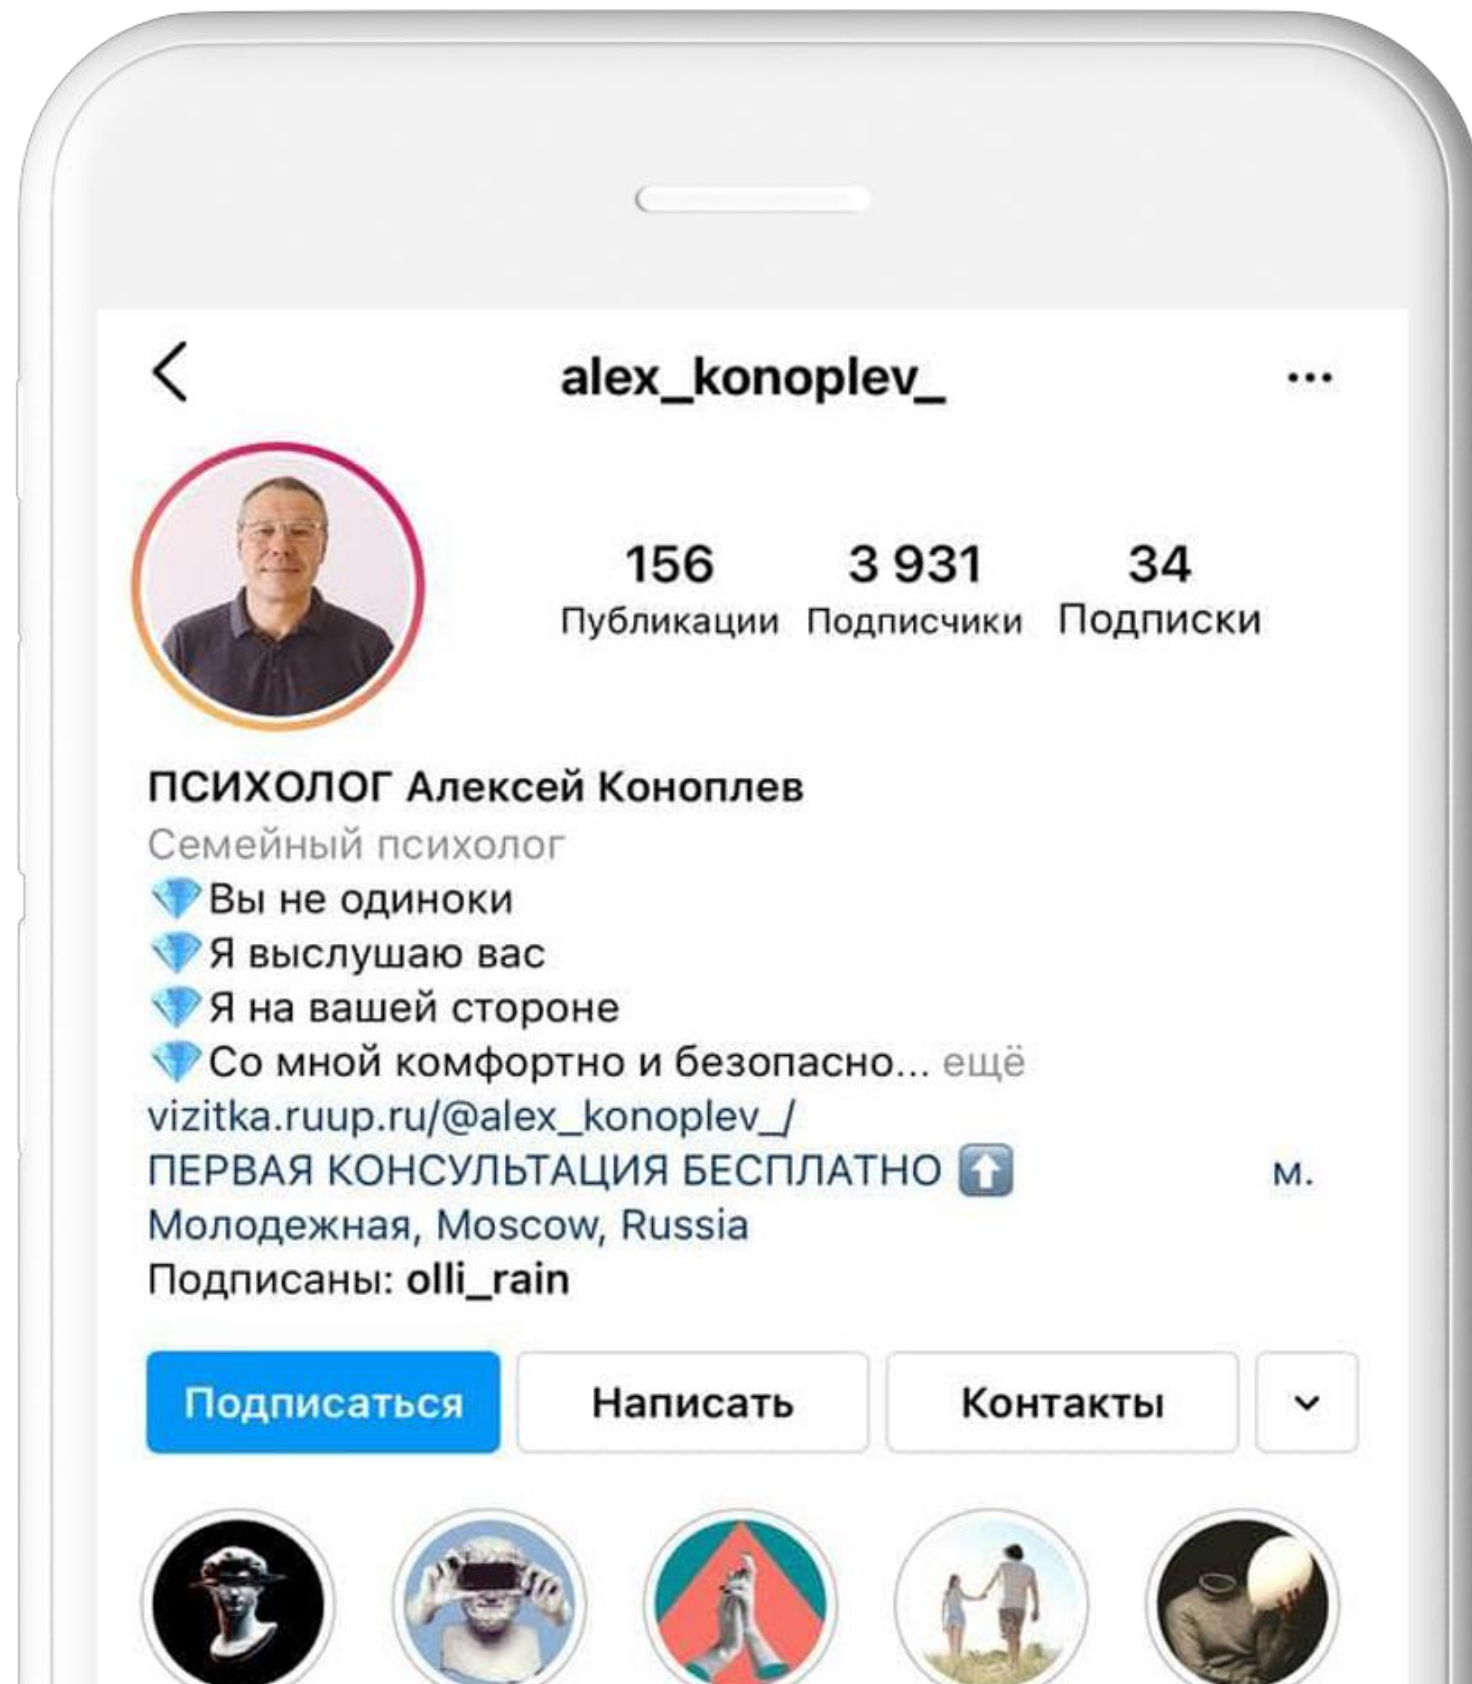 alex_konoplev_
156 3 931 34
Публикации Подписчики Подписки
ПСИХОЛОГ Алексей Коноплев
Семейный психолог
💎Вы не одиноки
💎Я выслушаю вас
💎Я на вашей стороне
💎Со мной комфортно и безопасно... ещё
vizitka.ruup.ru/@alex_konoplev_/
ПЕРВАЯ КОНСУЛЬТАЦИЯ БЕСПЛАТНО ⬆️ м.
Молодежная, Moscow, Russia
Подписаны: olli_rain
Подписаться Написать Контакты